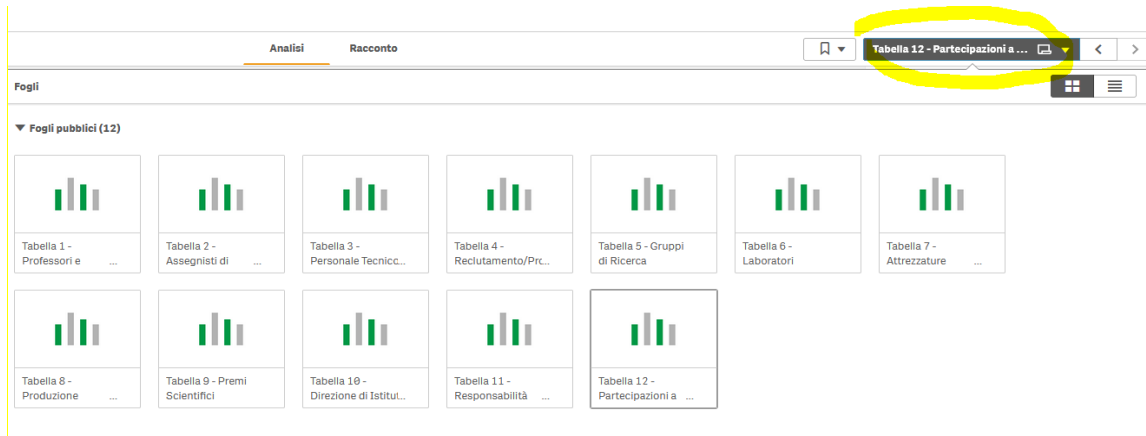 Analisi Racconto Tabella 12 - Partecipazioni a ...
Fogli
Fogli pubblici (12)
Tabella 1 -
Professori e ...
Tabella 2 -
Assegnisti di ...
Tabella 3 -
Personale Tecnicc...
Tabella 4 -
Reclutamento/Prc...
Tabella 5 - Gruppi
di Ricerca
Tabella 6 -
Laboratori
Tabella 7 -
Attrezzature ...
Tabella 8 -
Produzione ...
Tabella 9 - Premi
Scientifici
Tabella 10 -
Direzione di Istitut...
Tabella 11 -
Responsabilità ...
Tabella 12 -
Partecipazioni a ...